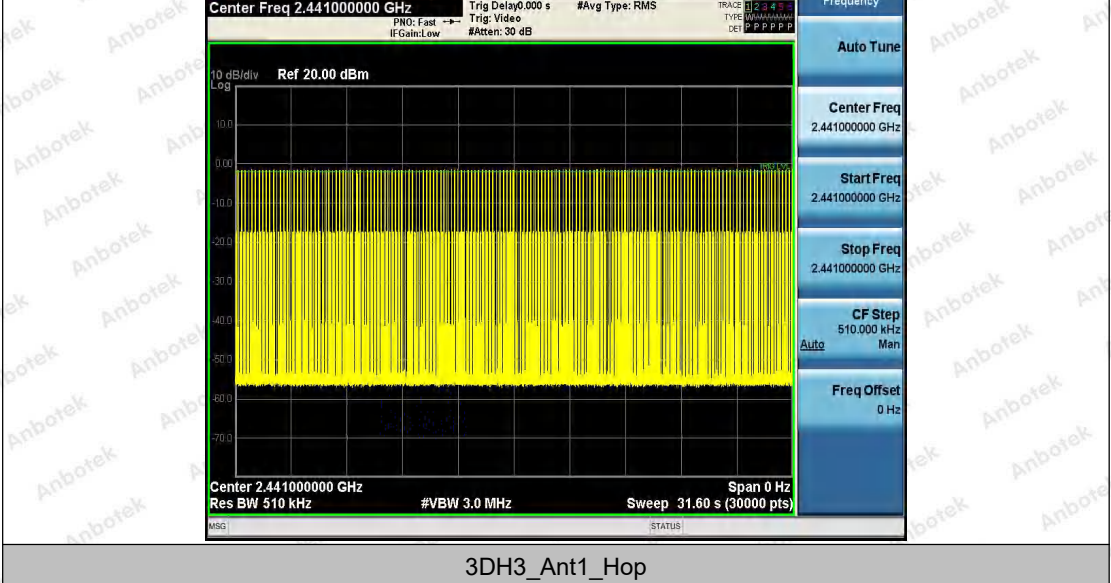 Center Freq 2.441000000 GHz
Trig Delay0.000 s
#Avg Type: RMS
TRACE 1 2 3 4 5 6
Frequency
PNO: Fast
Trig: Video
TYPE
IFGain:Low
#Atten: 30 dB
DET P P P P P P
Auto Tune
10 dB/div
Ref 20.00 dBm
Log
Center Freq
2.441000000 GHz
10.0
0.00
TRIG LVL
Start Freq
2.441000000 GHz
-10.0
-20.0
Stop Freq
2.441000000 GHz
-30.0
-40.0
CF Step
510.000 kHz
Auto Man
-50.0
Freq Offset
0 Hz
-60.0
-70.0
Center 2.441000000 GHz
Span 0 Hz
Res BW 510 kHz
#VBW 3.0 MHz
Sweep 31.60 s (30000 pts)
MSG
STATUS
3DH3_Ant1_Hop
Anbotek